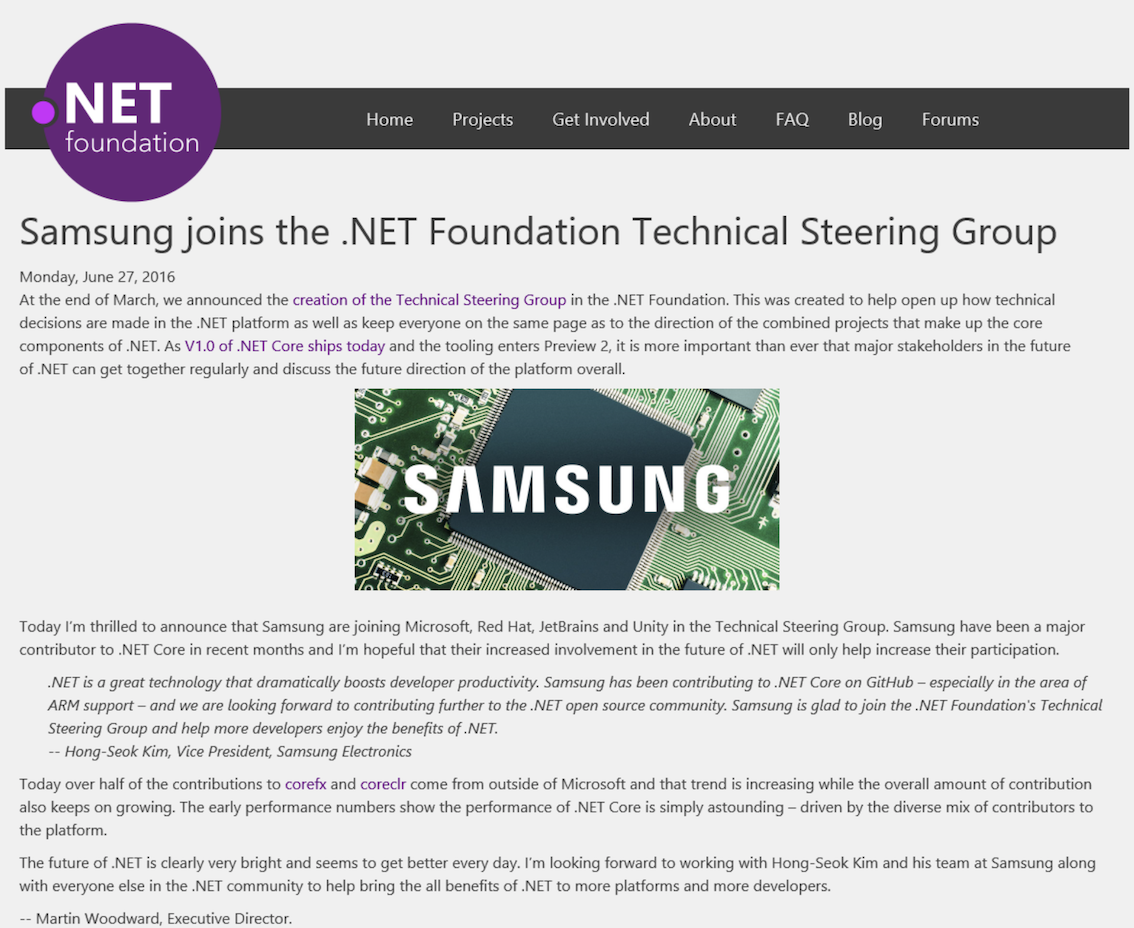 .NET
foundation
Home
Projects
Get Involved
About
FAQ
Blog
Forums
Samsung joins the .NET Foundation Technical Steering Group
Monday, June 27, 2016
At the end of March, we announced the creation of the Technical Steering Group in the .NET Foundation. This was created to help open up how technical
decisions are made in the .NET platform as well as keep everyone on the same page as to the direction of the combined projects that make up the core
components of .NET. As V1.0 of .NET Core ships today and the tooling enters Preview 2, it is more important than ever that major stakeholders in the future
of .NET can get together regularly and discuss the future direction of the platform overall.
SAMSUNG
Today I'm thrilled to announce that Samsung are joining Microsoft, Red Hat, JetBrains and Unity in the Technical Steering Group. Samsung have been a major
contributor to .NET Core in recent months and I'm hopeful that their increased involvement in the future of .NET will only help increase their participation.
.NET is a great technology that dramatically boosts developer productivity. Samsung has been contributing to .NET Core on GitHub – especially in the area of
ARM support – and we are looking forward to contributing further to the .NET open source community. Samsung is glad to join the .NET Foundation's Technical
Steering Group and help more developers enjoy the benefits of .NET.
-- Hong-Seok Kim, Vice President, Samsung Electronics
Today over half of the contributions to corefx and coreclr come from outside of Microsoft and that trend is increasing while the overall amount of contribution
also keeps on growing. The early performance numbers show the performance of .NET Core is simply astounding – driven by the diverse mix of contributors to
the platform.
The future of .NET is clearly very bright and seems to get better every day. I'm looking forward to working with Hong-Seok Kim and his team at Samsung along
with everyone else in the .NET community to help bring the all benefits of .NET to more platforms and more developers.
-- Martin Woodward, Executive Director.